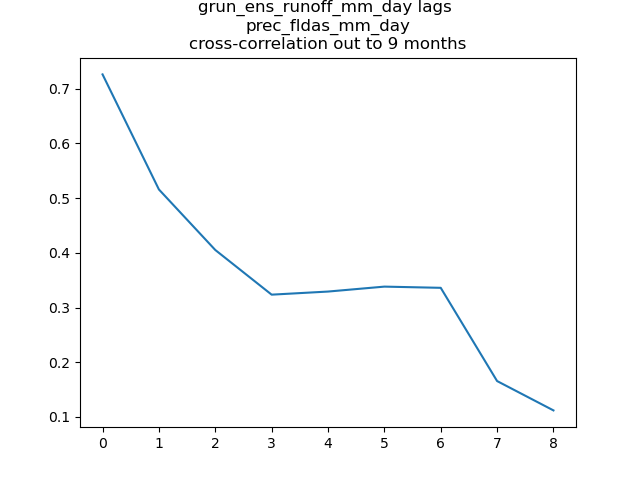 grun_ens_runoff_mm_day lags
prec_fldas_mm_day
cross-correlation out to 9 months
0.7
0.6
0.5
0.4
0.3
0.2
0.1
0 1 2 3 4 5 6 7 8